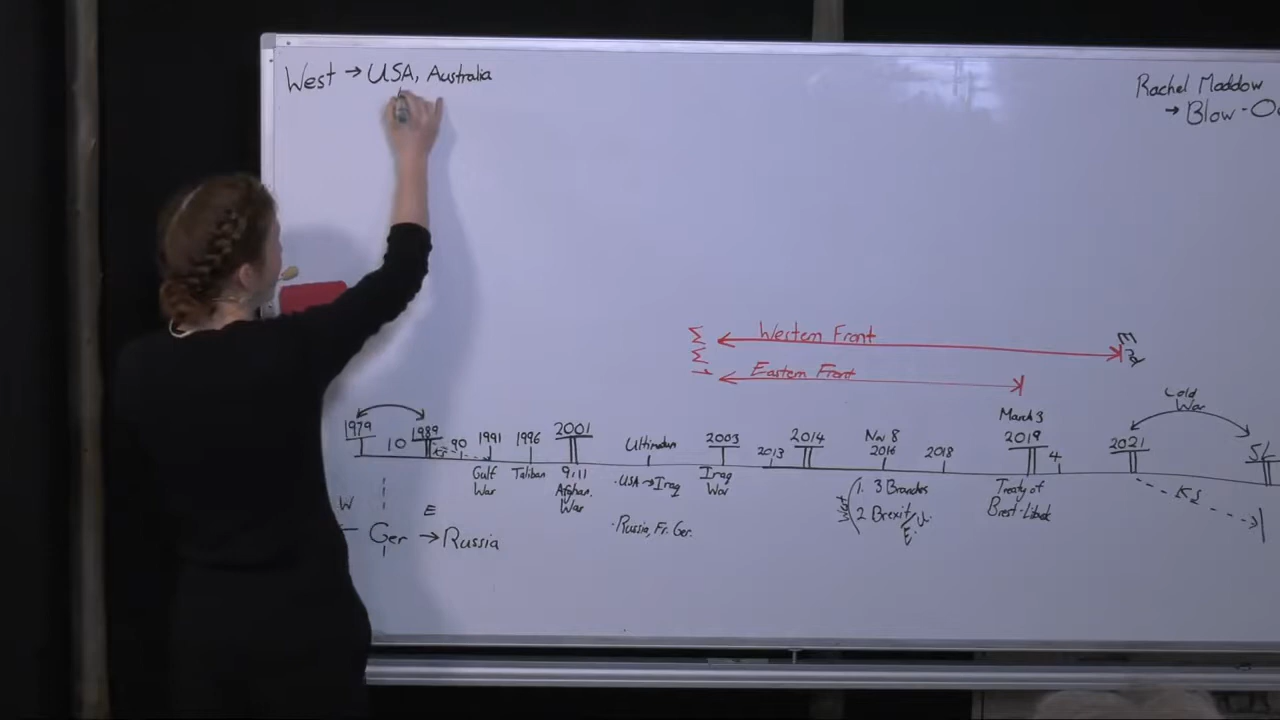 West → USA, Australia
Rachel Maddow
→ Blow-O
Western Front
End
Eastern Front
Cold War
March 3
1979 10 1989 90 1991 1996 2001 Ultimatum 2003 2013 2014 Nov 8 2016 2018 2019 4 2021
Gulf War
Taliban
9:11
Afghan. War
· USA → Iraq
· Russia, Fr. Ger.
Iraq War
1. 3 Branches
2 Brexit
Treaty of
Brest-Litovsk
W
E
Ger → Russia